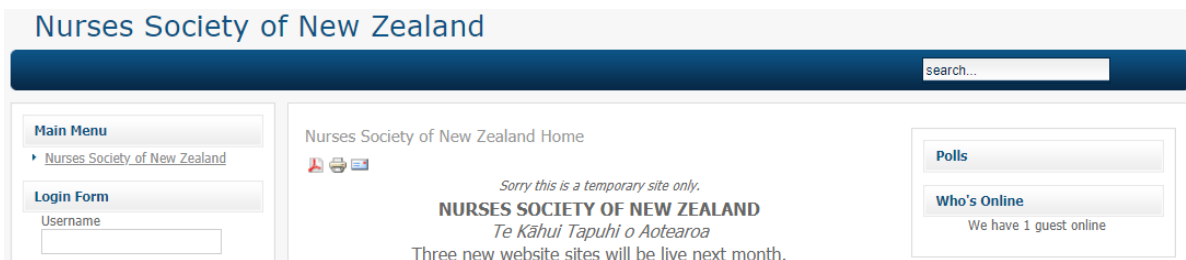 Nurses Society of New Zealand
search...
Main Menu
Nurses Society of New Zealand
Login Form
Username
Nurses Society of New Zealand Home
Sorry this is a temporary site only.
NURSES SOCIETY OF NEW ZEALAND
Te Kāhui Tapuhi o Aotearoa
Three new website sites will be live next month.
Polls
Who's Online
We have 1 guest online